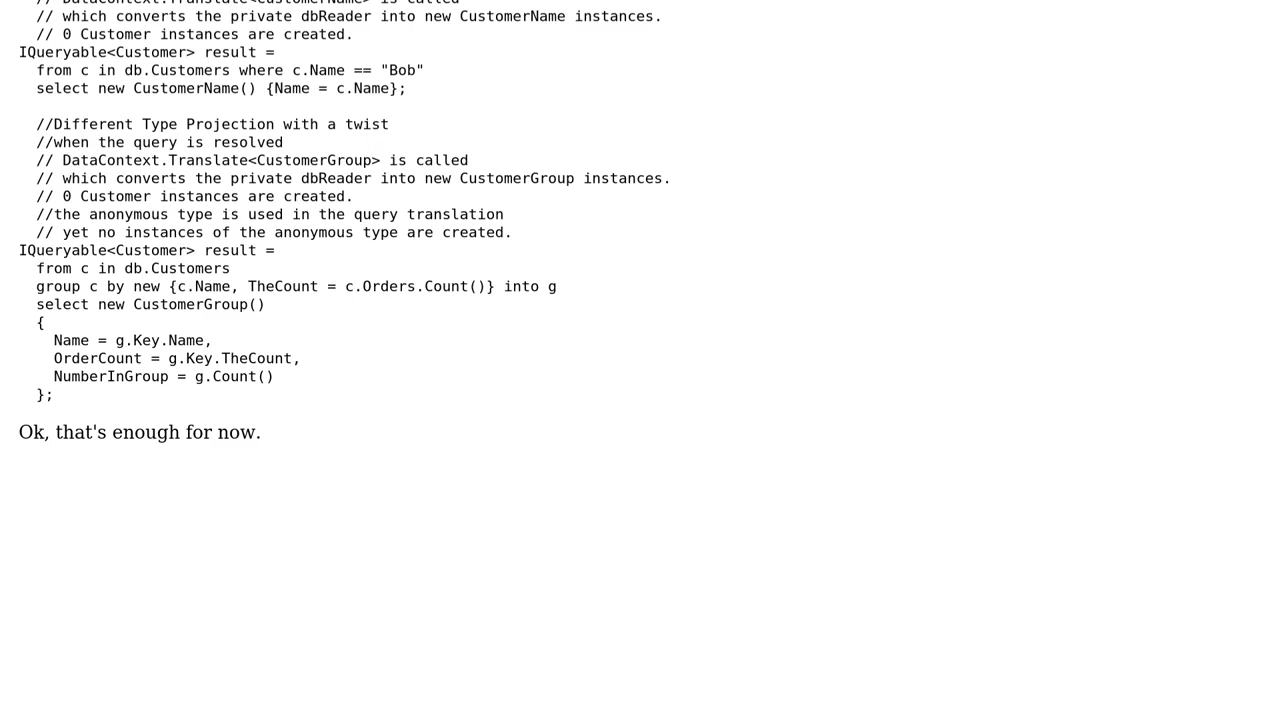 // DataContext.Translate<CustomerName> is called
// which converts the private dbReader into new CustomerName instances.
// 0 Customer instances are created.
IQueryable<Customer> result =
from c in db.Customers where c.Name == "Bob"
select new CustomerName() {Name = c.Name};
//Different Type Projection with a twist
//when the query is resolved
// DataContext.Translate<CustomerGroup> is called
// which converts the private dbReader into new CustomerGroup instances.
// 0 Customer instances are created.
//the anonymous type is used in the query translation
// yet no instances of the anonymous type are created.
IQueryable<Customer> result =
from c in db.Customers
group c by new {c.Name, TheCount = c.Orders.Count()} into g
select new CustomerGroup()
{
Name = g.Key.Name,
OrderCount = g.Key.TheCount,
NumberInGroup = g.Count()
};
Ok, that's enough for now.